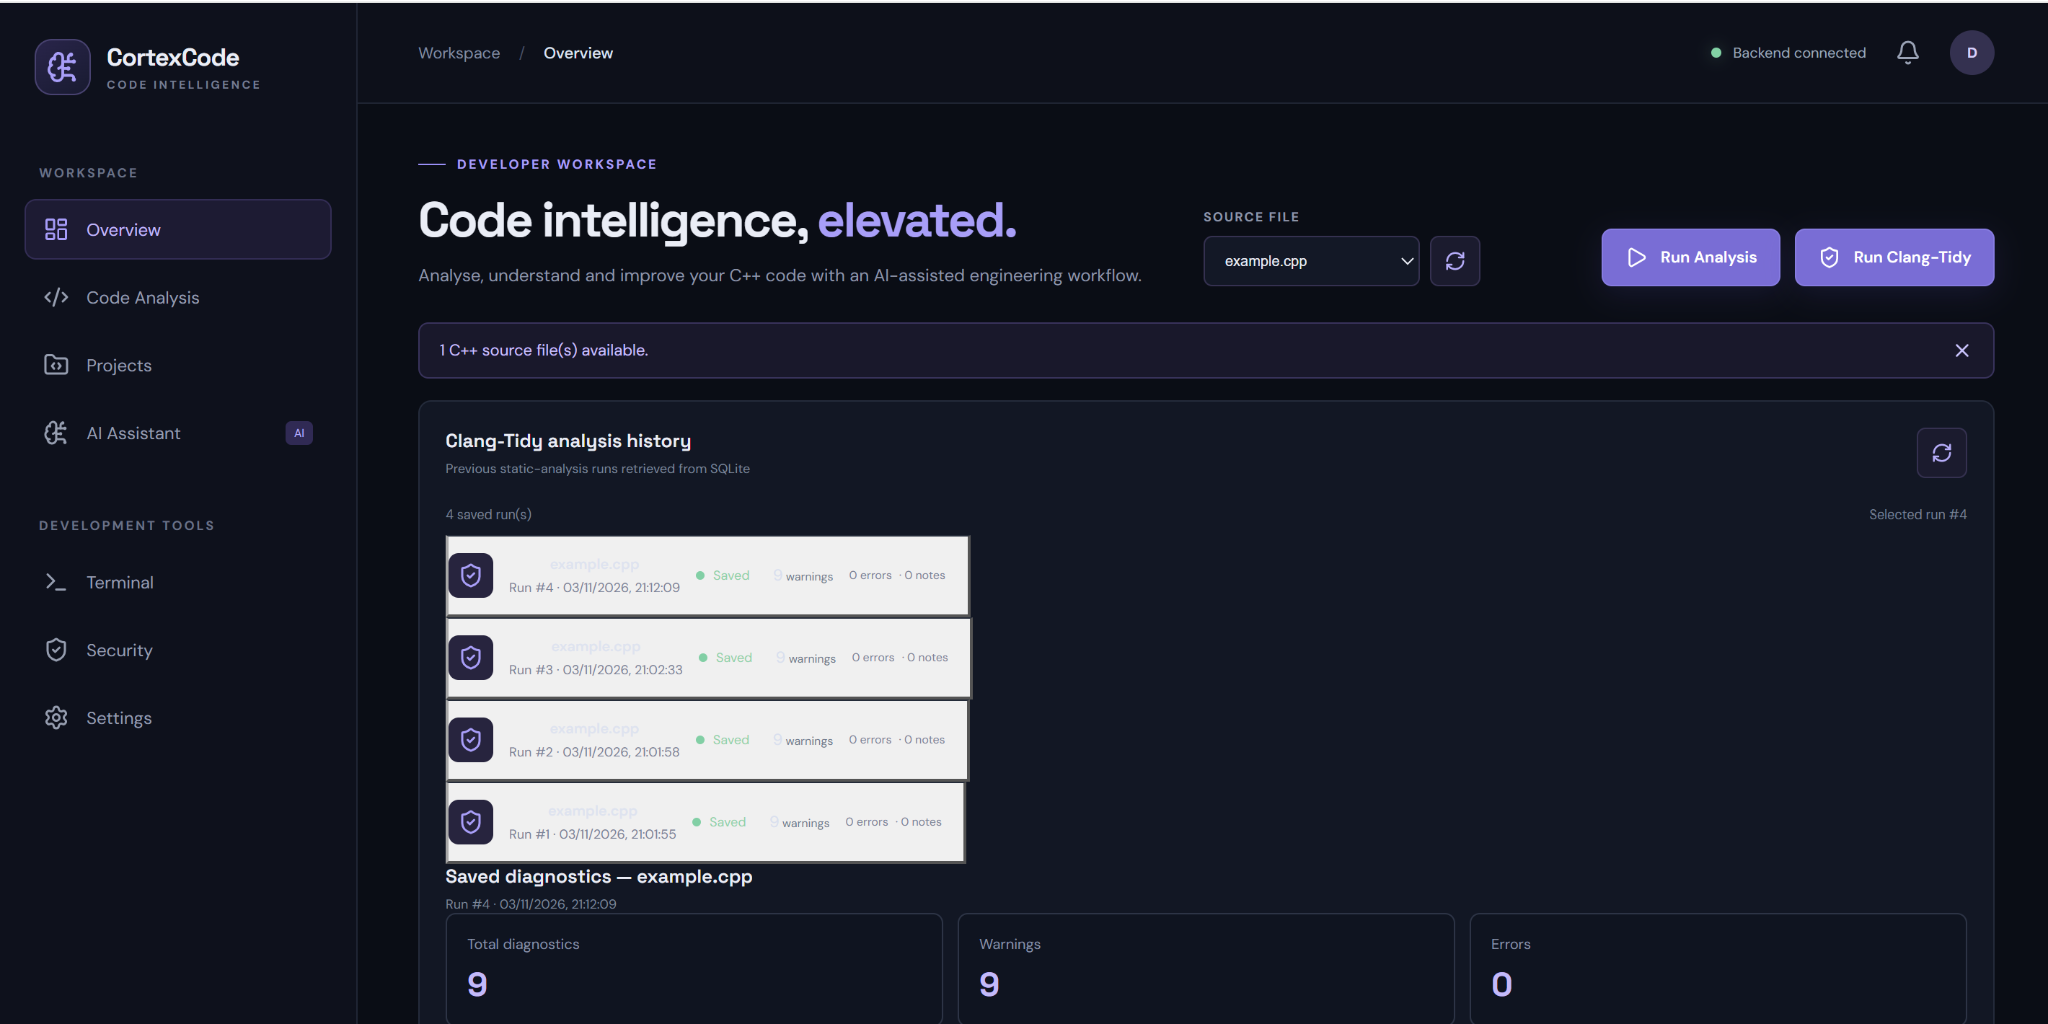 CortexCode
CODE INTELLIGENCE
WORKSPACE
Overview
Code Analysis
Projects
AI Assistant AI
DEVELOPMENT TOOLS
Terminal
Security
Settings
Workspace / Overview
Backend connected
D
DEVELOPER WORKSPACE
Code intelligence, elevated.
Analyse, understand and improve your C++ code with an AI-assisted engineering workflow.
SOURCE FILE
example.cpp
Run Analysis
Run Clang-Tidy
1 C++ source file(s) available.
Clang-Tidy analysis history
Previous static-analysis runs retrieved from SQLite
4 saved run(s)
Selected run #4
example.cpp
Run #4 · 03/11/2026, 21:12:09
Saved
9 warnings
0 errors · 0 notes
example.cpp
Run #3 · 03/11/2026, 21:02:33
Saved
9 warnings
0 errors · 0 notes
example.cpp
Run #2 · 03/11/2026, 21:01:58
Saved
9 warnings
0 errors · 0 notes
example.cpp
Run #1 · 03/11/2026, 21:01:55
Saved
9 warnings
0 errors · 0 notes
Saved diagnostics — example.cpp
Run #4 · 03/11/2026, 21:12:09
Total diagnostics
9
Warnings
9
Errors
0